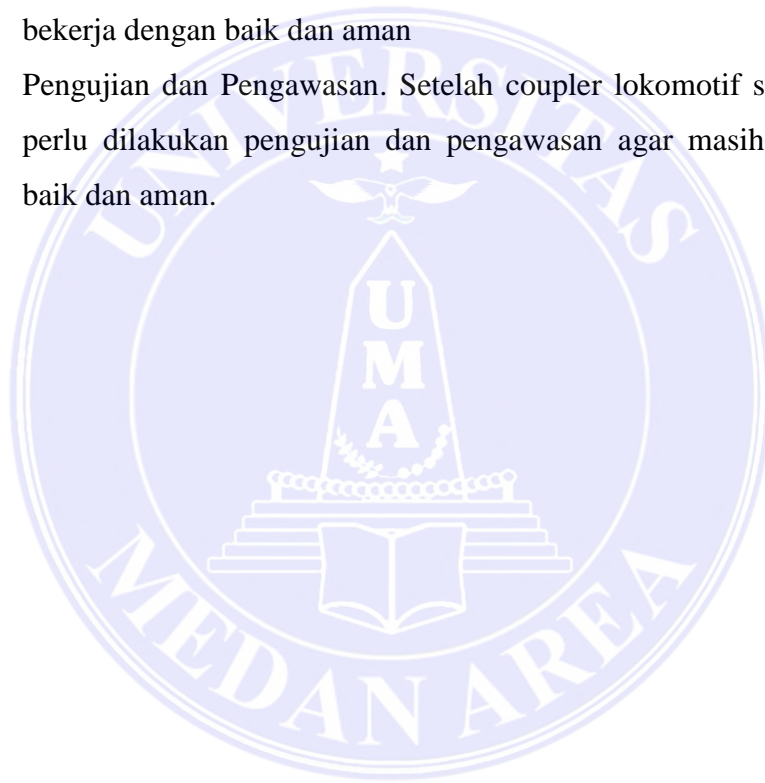 bekerja dengan baik dan aman
Pengujian dan Pengawasan. Setelah coupler lokomotif s
perlu dilakukan pengujian dan pengawasan agar masih
baik dan aman.
UNIVERSITAS
UMA
MEDAN AREA